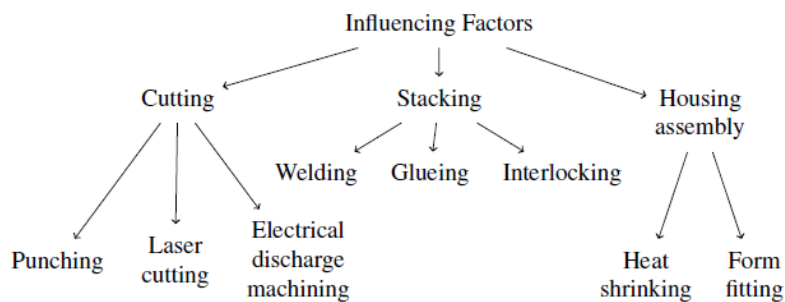 Influencing Factors
Cutting
Stacking
Housing
assembly
Welding
Glueing
Interlocking
Punching
Laser
cutting
Electrical
discharge
machining
Heat
shrinking
Form
fitting